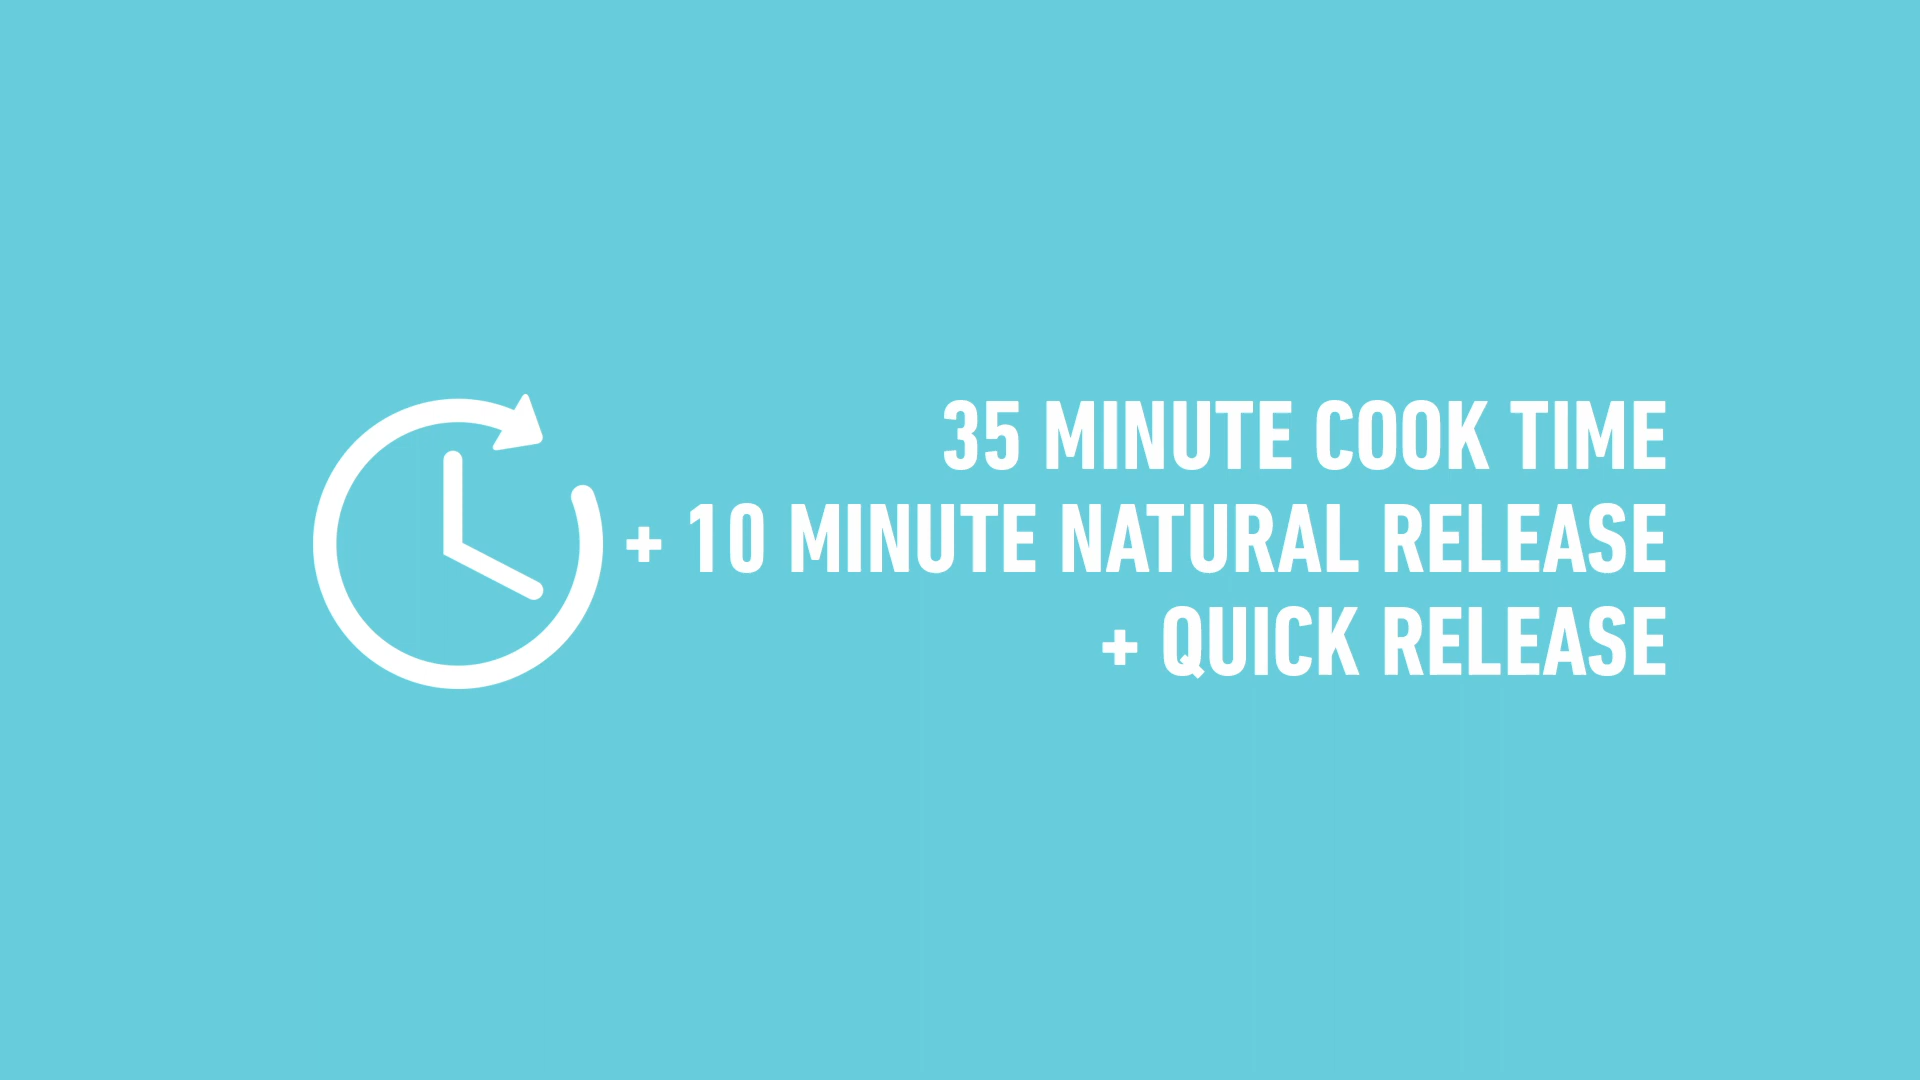 35 MINUTE COOK TIME
+ 10 MINUTE NATURAL RELEASE
+ QUICK RELEASE